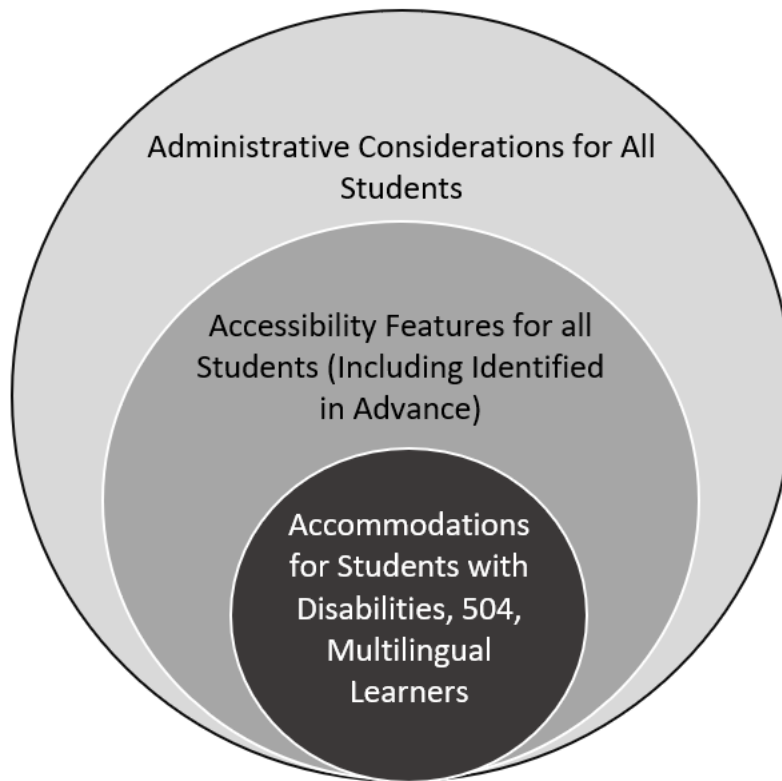 Administrative Considerations for All
Students
Accessibility Features for all
Students (Including Identified
in Advance)
Accommodations
for Students with
Disabilities, 504,
Multilingual
Learners